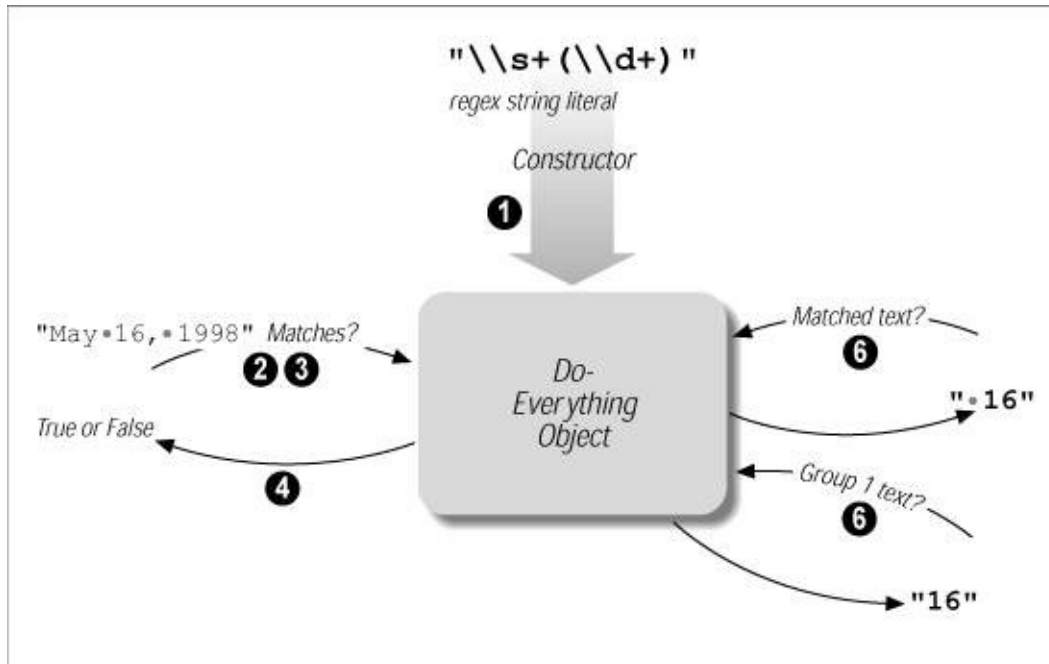 "\\s+(\\d+)"
regex string literal
Constructor
1
"May•16,•1998" Matches?
2 3
True or False
4
Do-
Everything
Object
Matched text?
6
"•16"
Group 1 text?
6
"16"